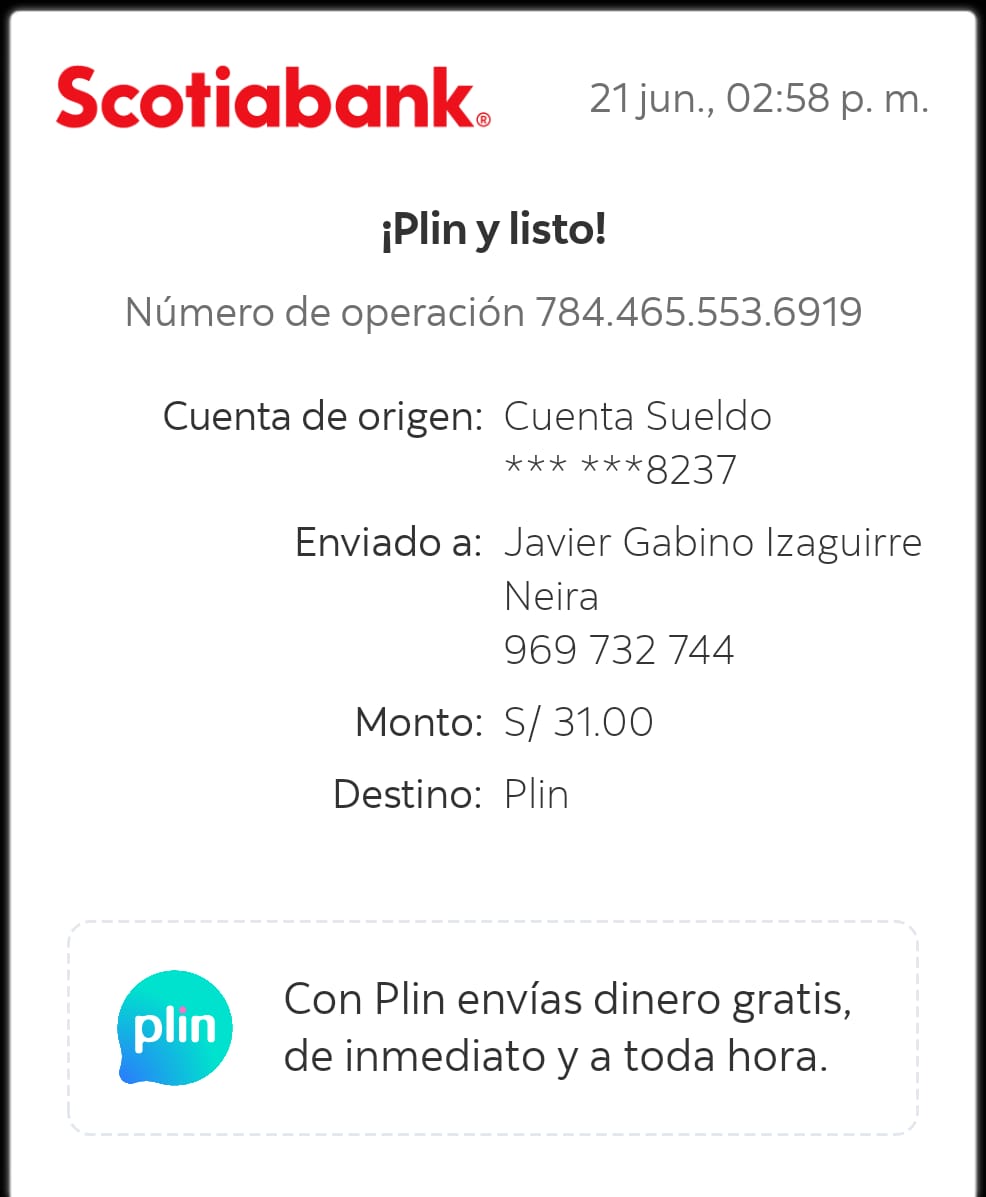 Scotiabank®
21 jun., 02:58 p. m.
¡Plin y listo!
Número de operación 784.465.553.6919
Cuenta de origen: Cuenta Sueldo
*** ***8237
Enviado a: Javier Gabino Izaguirre
Neira
969 732 744
Monto: S/ 31.00
Destino: Plin
plin
Con Plin envías dinero gratis,
de inmediato y a toda hora.